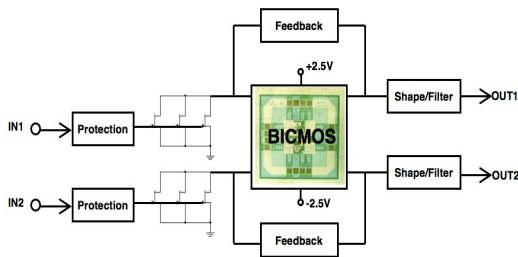 Feedback
+2.5V
IN1
Protection
BICMOS
Shape/Filter
OUT1
IN2
Protection
Shape/Filter
OUT2
-2.5V
Feedback